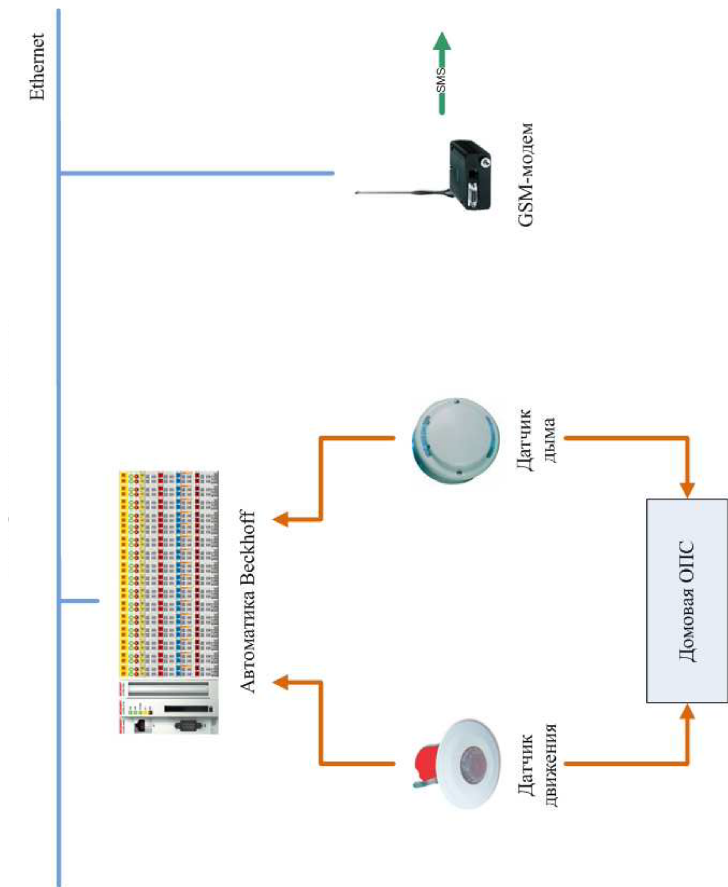 Ethernet
SMS
GSM-модем
Автоматика Beckhoff
Датчик
дыма
Датчик
движения
Домовая ОПС